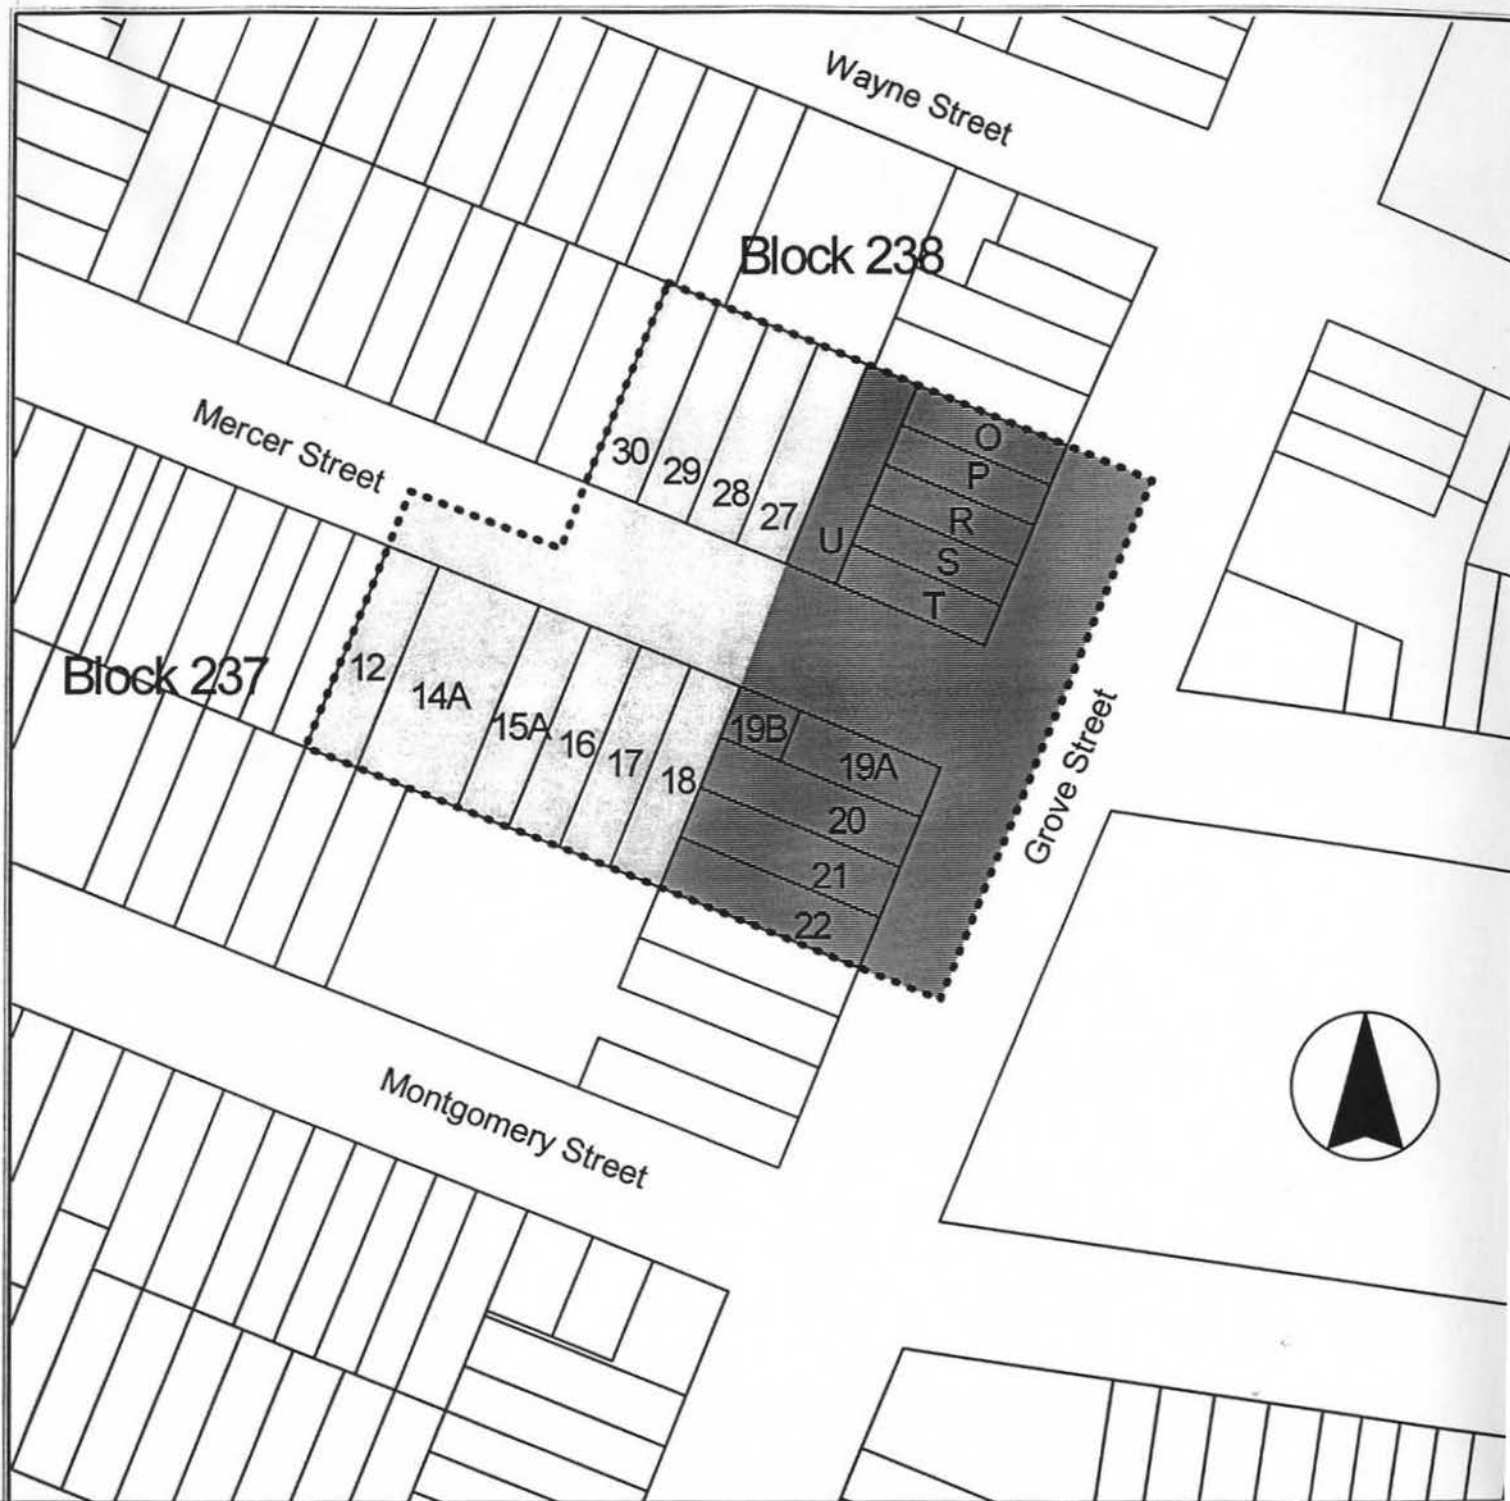 Wayne Street
Block 238
Mercer Street
30
29
28
27
U
O
P
R
S
T
Block 237
12
14A
15A
16
17
18
19B
19A
20
21
22
Grove Street
Montgomery Street